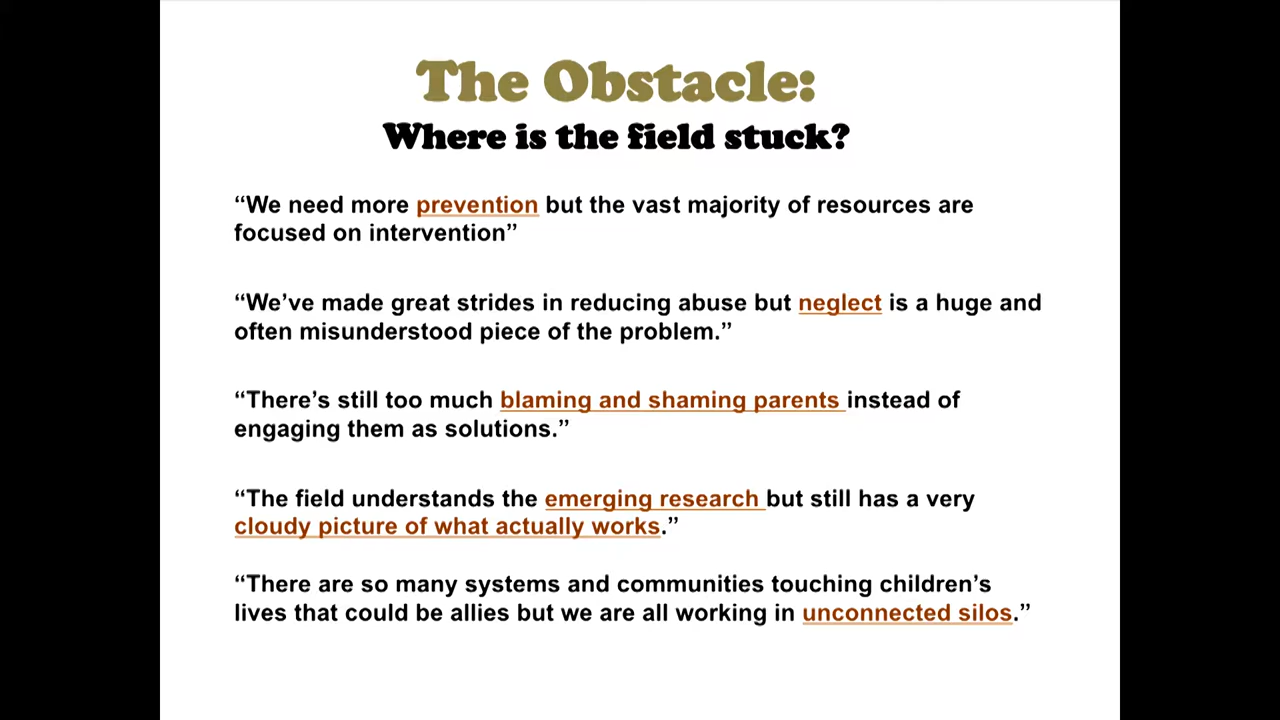 The Obstacle:
Where is the field stuck?
“We need more prevention but the vast majority of resources are
focused on intervention”
“We’ve made great strides in reducing abuse but neglect is a huge and
often misunderstood piece of the problem.”
“There’s still too much blaming and shaming parents instead of
engaging them as solutions.”
“The field understands the emerging research but still has a very
cloudy picture of what actually works.”
“There are so many systems and communities touching children’s
lives that could be allies but we are all working in unconnected silos.”